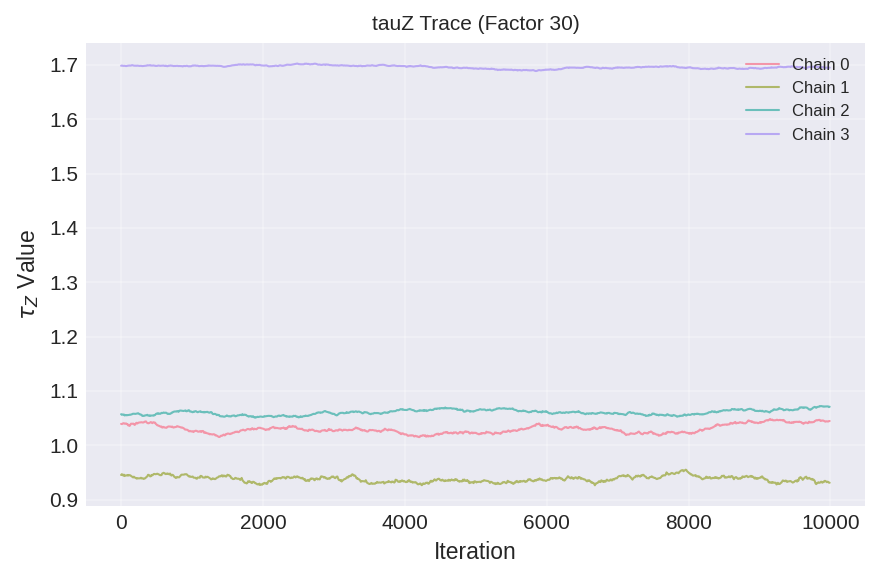 tauZ Trace (Factor 30)
1.7
1.6
1.5
1.4
1.3
1.2
1.1
1.0
0.9
τZ Value
Chain 0
Chain 1
Chain 2
Chain 3
0 2000 4000 6000 8000 10000
Iteration